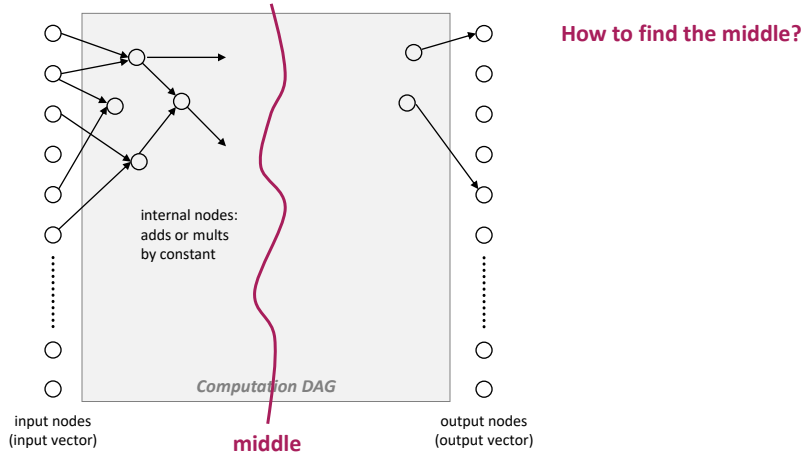 How to find the middle?
internal nodes:
adds or mults
by constant
Computation DAG
input nodes
(input vector)
middle
output nodes
(output vector)